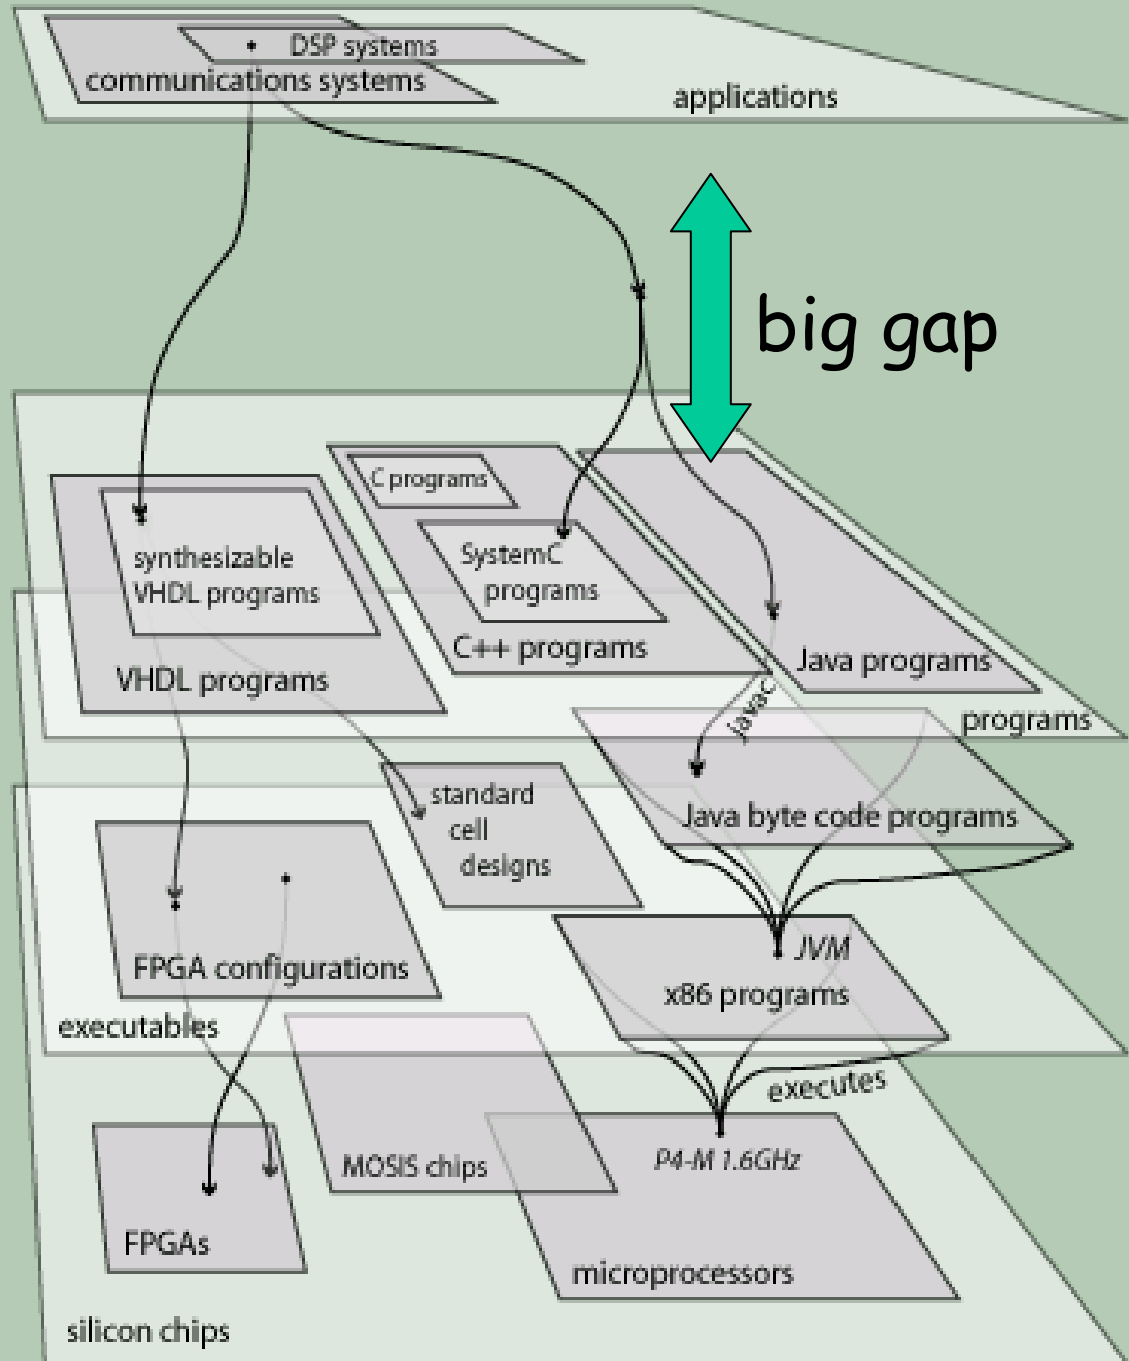 DSP systems
communications systems
applications
big gap
C programs
synthesizable
VHDL programs
SystemC
programs
C++ programs
Java programs
VHDL programs
javac
programs
standard
cell
designs
Java byte code programs
JVM
FPGA configurations
x86 programs
executables
executes
MOSIS chips
P4-M 1.6GHz
FPGAs
microprocessors
silicon chips